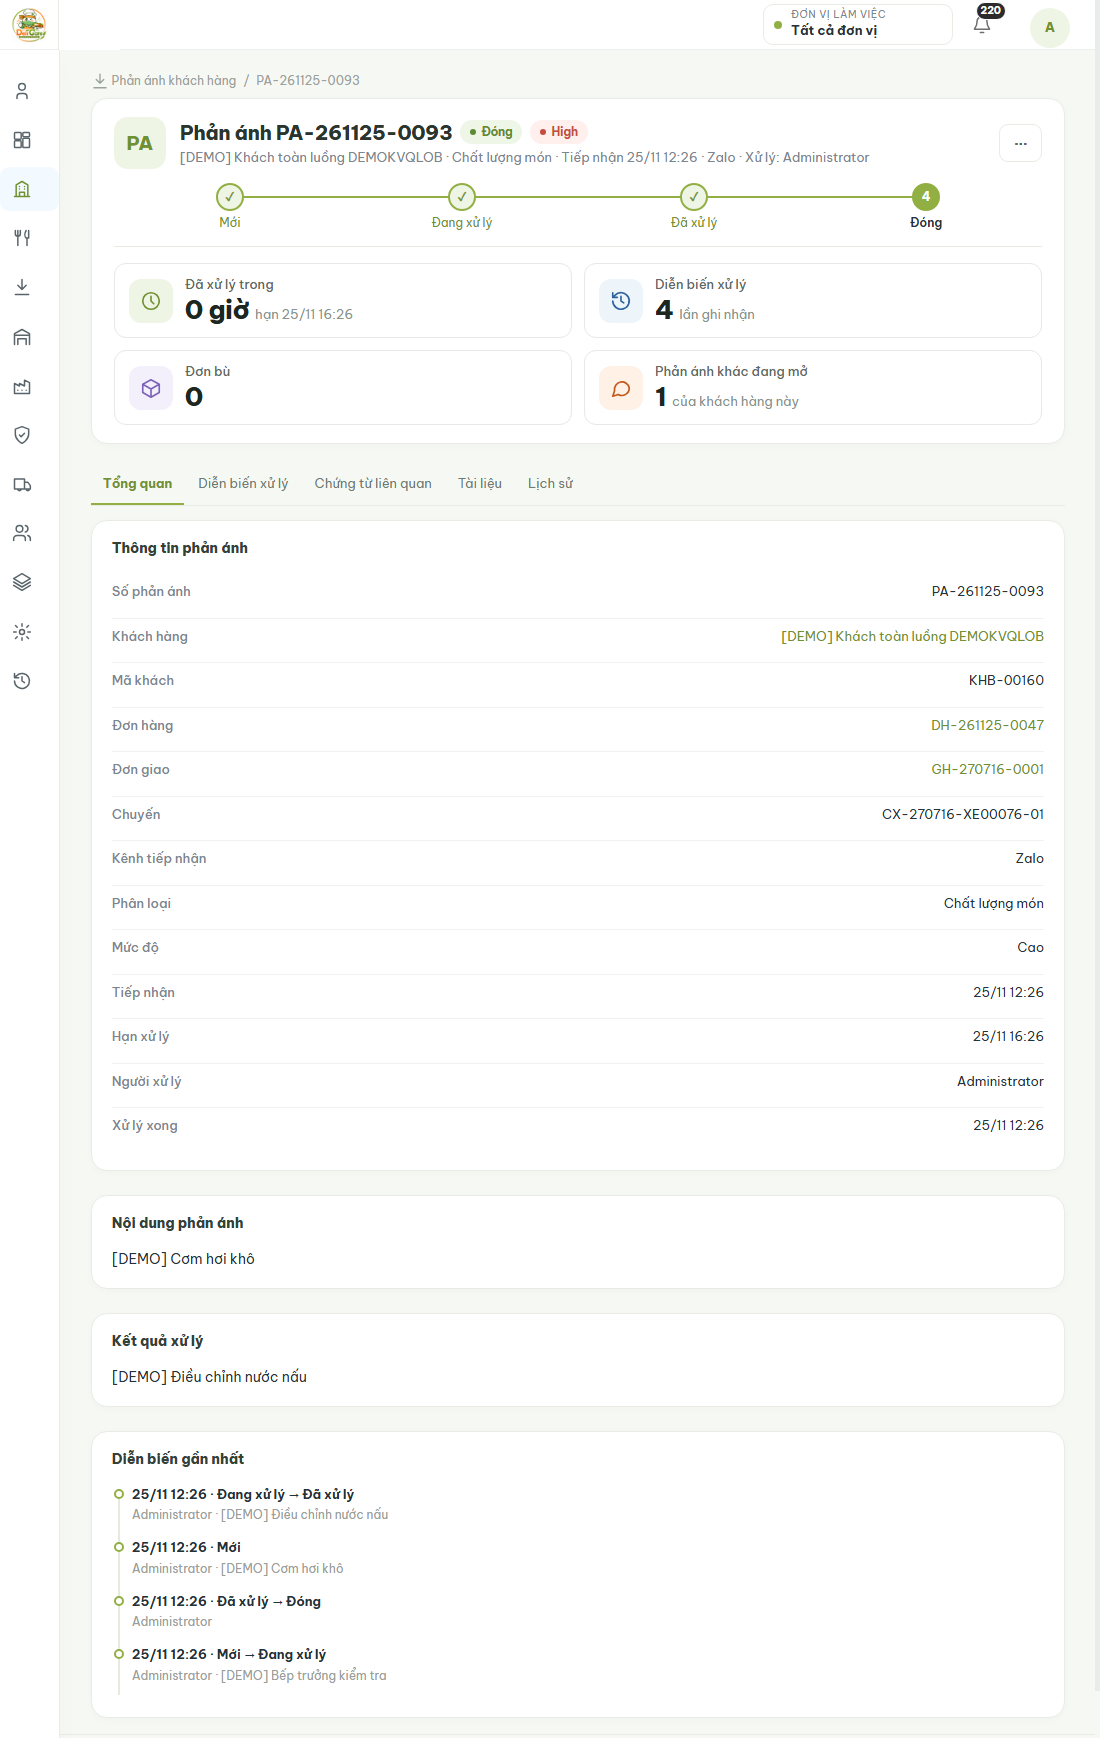 ĐƠN VỊ LÀM VIỆC
Tất cả đơn vị
220
A
Phản ánh khách hàng / PA-261125-0093
PA
Phản ánh PA-261125-0093
Đóng
High
[DEMO] Khách toàn luồng DEMOKVQLOB · Chất lượng món · Tiếp nhận 25/11 12:26 · Zalo · Xử lý: Administrator
...
4
Mới
Đang xử lý
Đã xử lý
Đóng
Đã xử lý trong
0 giờ hạn 25/11 16:26
Diễn biến xử lý
4 lần ghi nhận
Đơn bù
0
Phản ánh khác đang mở
1 của khách hàng này
Tổng quan
Diễn biến xử lý
Chứng từ liên quan
Tài liệu
Lịch sử
Thông tin phản ánh
Số phản ánh PA-261125-0093
Khách hàng [DEMO] Khách toàn luồng DEMOKVQLOB
Mã khách KHB-00160
Đơn hàng DH-261125-0047
Đơn giao GH-270716-0001
Chuyến CX-270716-XE00076-01
Kênh tiếp nhận Zalo
Phân loại Chất lượng món
Mức độ Cao
Tiếp nhận 25/11 12:26
Hạn xử lý 25/11 16:26
Người xử lý Administrator
Xử lý xong 25/11 12:26
Nội dung phản ánh
[DEMO] Cơm hơi khô
Kết quả xử lý
[DEMO] Điều chỉnh nước nấu
Diễn biến gần nhất
25/11 12:26 · Đang xử lý → Đã xử lý
Administrator · [DEMO] Điều chỉnh nước nấu
25/11 12:26 · Mới
Administrator · [DEMO] Cơm hơi khô
25/11 12:26 · Đã xử lý → Đóng
Administrator
25/11 12:26 · Mới → Đang xử lý
Administrator · [DEMO] Bếp trưởng kiểm tra